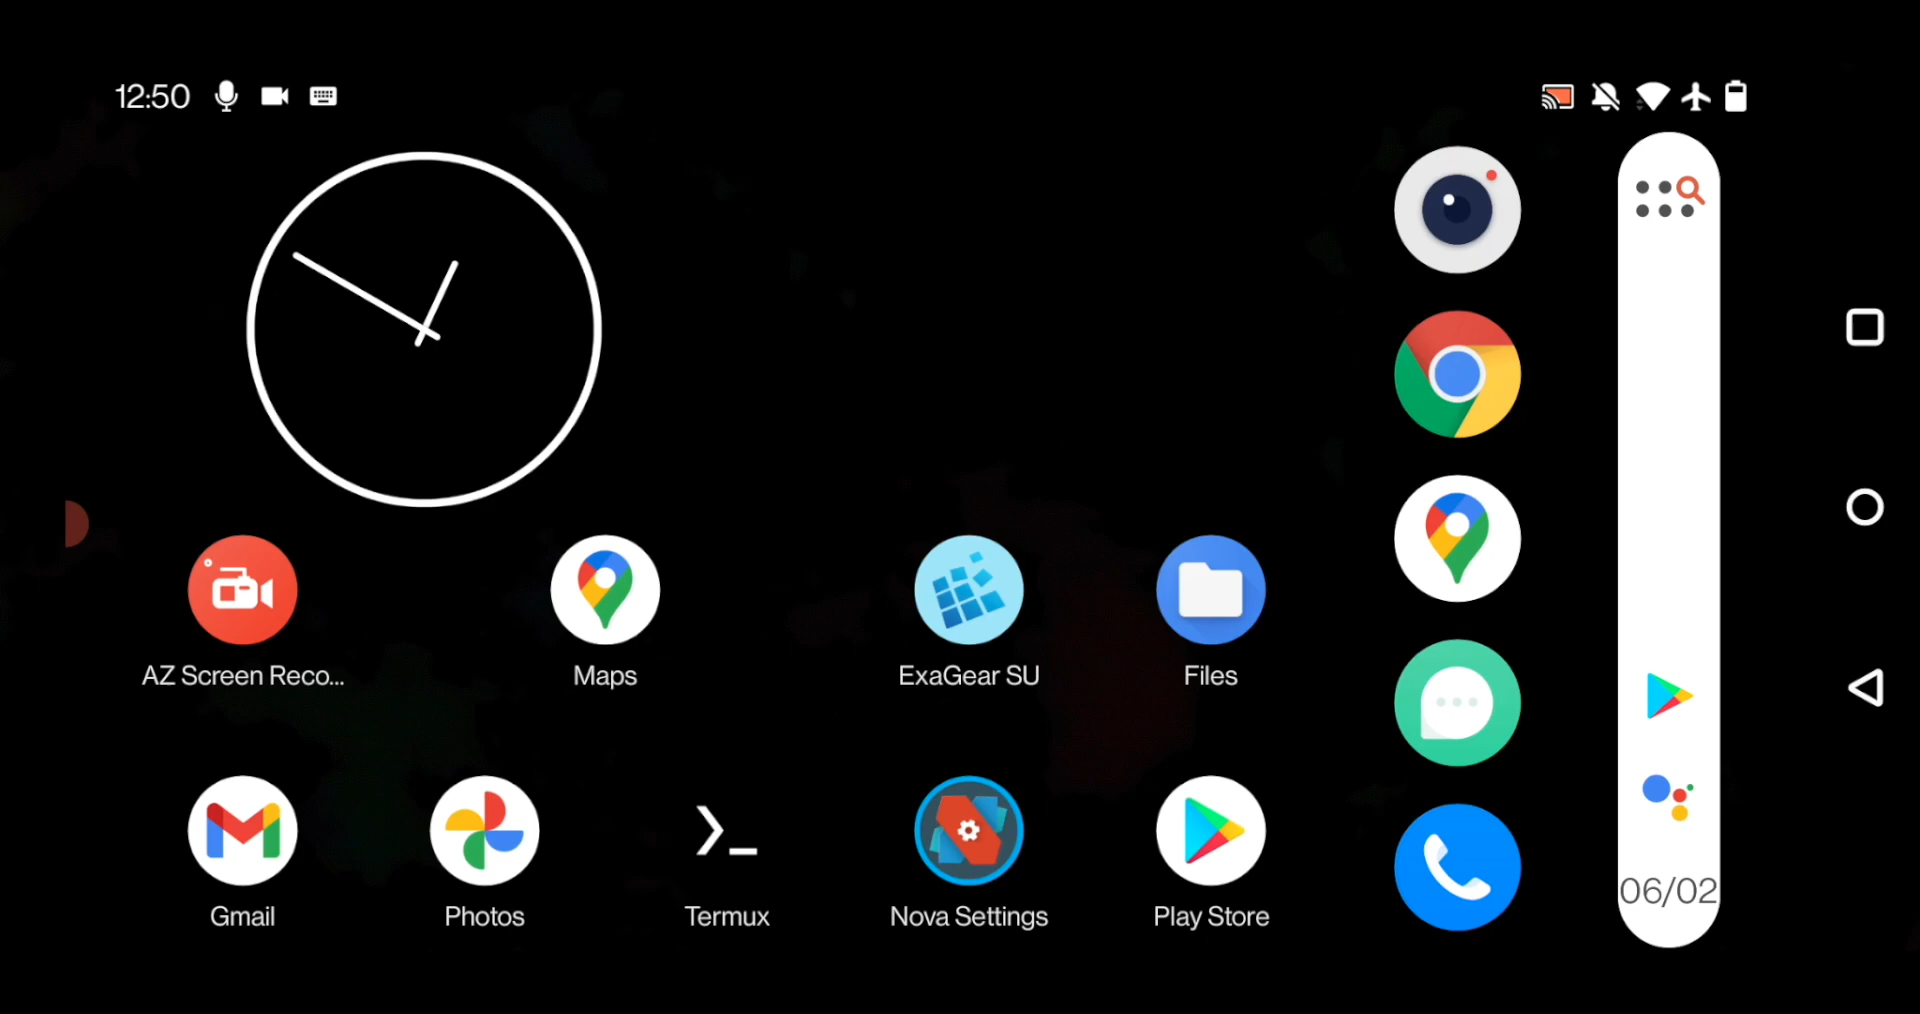 12:50
AZ Screen Reco...
Maps
ExaGear SU
Files
Gmail
Photos
Termux
Nova Settings
Play Store
06/02